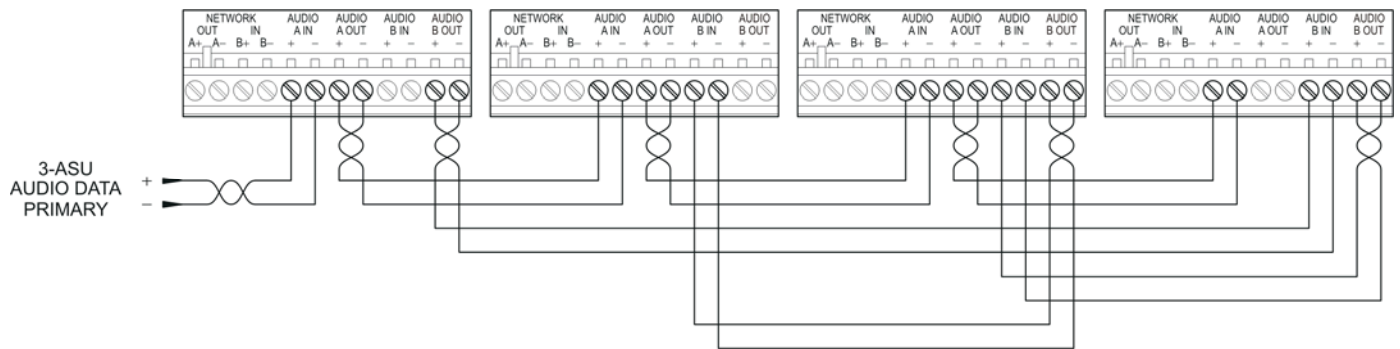 NETWORK AUDIO AUDIO AUDIO AUDIO
OUT IN A IN A OUT B IN B OUT
A+ A− B+ B− + − + − + − + −
NETWORK AUDIO AUDIO AUDIO AUDIO
OUT IN A IN A OUT B IN B OUT
A+ A− B+ B− + − + − + − + −
NETWORK AUDIO AUDIO AUDIO AUDIO
OUT IN A IN A OUT B IN B OUT
A+ A− B+ B− + − + − + − + −
NETWORK AUDIO AUDIO AUDIO AUDIO
OUT IN A IN A OUT B IN B OUT
A+ A− B+ B− + − + − + − + −
3-ASU
AUDIO DATA
PRIMARY
+
−